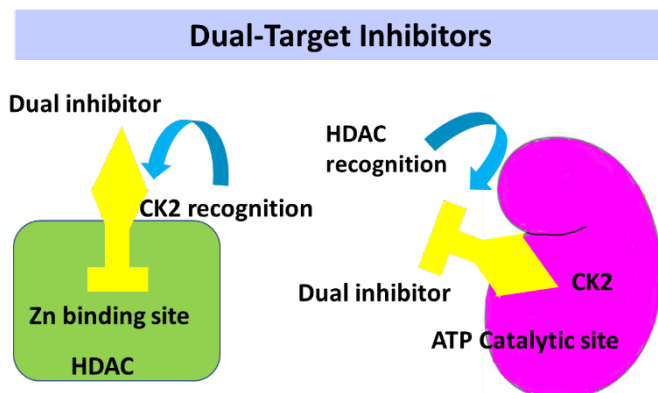 Dual-Target Inhibitors
Dual inhibitor
CK2 recognition
Zn binding site
HDAC
HDAC
recognition
Dual inhibitor
CK2
ATP Catalytic site